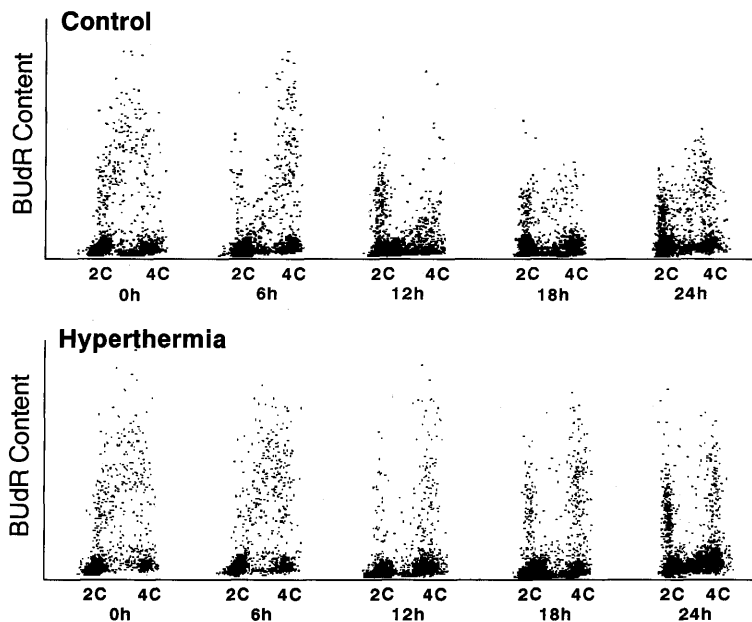 Control
BUdR Content
2C 4C 2C 4C 2C 4C 2C 4C 2C 4C
0h 6h 12h 18h 24h
Hyperthermia
BUdR Content
2C 4C 2C 4C 2C 4C 2C 4C 2C 4C
0h 6h 12h 18h 24h